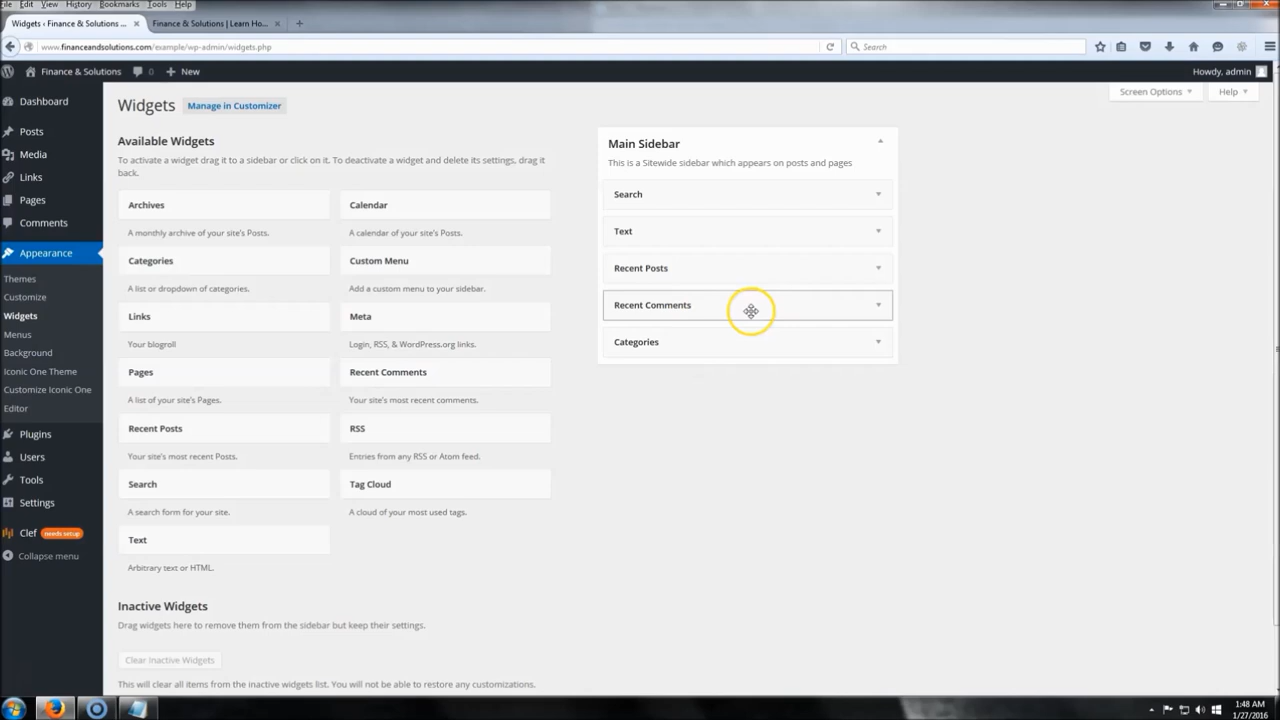 File Edit View History Bookmarks Tools Help
Widgets ‹ Finance & Solutions ... × Finance & Solutions | Learn Ho... × +
www.financeandsolutions.com/example/wp-admin/widgets.php Search
Finance & Solutions 0 + New Howdy, admin
Dashboard
Posts
Media
Links
Pages
Comments
Appearance
Themes
Customize
Widgets
Menus
Background
Iconic One Theme
Customize Iconic One
Editor
Plugins
Users
Tools
Settings
Clef needs setup
Collapse menu
Screen Options Help
Widgets Manage in Customizer
Available Widgets
To activate a widget drag it to a sidebar or click on it. To deactivate a widget and delete its settings, drag it
back.
Archives Calendar
A monthly archive of your site's Posts. A calendar of your site's Posts.
Categories Custom Menu
A list or dropdown of categories. Add a custom menu to your sidebar.
Links Meta
Your blogroll Login, RSS, & WordPress.org links.
Pages Recent Comments
A list of your site's Pages. Your site's most recent comments.
Recent Posts RSS
Your site's most recent Posts. Entries from any RSS or Atom feed.
Search Tag Cloud
A search form for your site. A cloud of your most used tags.
Text
Arbitrary text or HTML.
Inactive Widgets
Drag widgets here to remove them from the sidebar but keep their settings.
Clear Inactive Widgets
This will clear all items from the inactive widgets list. You will not be able to restore any customizations.
Main Sidebar
This is a Sitewide sidebar which appears on posts and pages
Search
Text
Recent Posts
Recent Comments
Categories
1:48 AM
1/27/2016